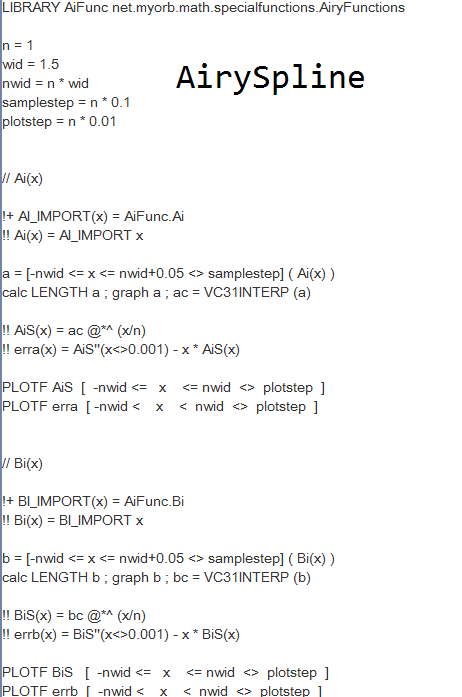 LIBRARY AiFunc net.myorb.math.specialfunctions.AiryFunctions
n = 1
wid = 1.5
AirySpline
nwid = n * wid
samplestep = n * 0.1
plotstep = n * 0.01
// Ai(x)
!+ AI_IMPORT(x) = AiFunc.Ai
!! Ai(x) = AI_IMPORT x
a = [-nwid <= x <= nwid+0.05 <> samplestep] ( Ai(x) )
calc LENGTH a ; graph a ; ac = VC31INTERP (a)
!! AiS(x) = ac @*^ (x/n)
!! erra(x) = AiS''(x<>0.001) - x * AiS(x)
PLOTF AiS [ -nwid <= x <= nwid <> plotstep ]
PLOTF erra [ -nwid < x < nwid <> plotstep ]
// Bi(x)
!+ BI_IMPORT(x) = AiFunc.Bi
!! Bi(x) = BI_IMPORT x
b = [-nwid <= x <= nwid+0.05 <> samplestep] ( Bi(x) )
calc LENGTH b ; graph b ; bc = VC31INTERP (b)
!! BiS(x) = bc @*^ (x/n)
!! errb(x) = BiS''(x<>0.001) - x * BiS(x)
PLOTF BiS [ -nwid <= x <= nwid <> plotstep ]
PLOTF errb [ -nwid < x < nwid <> plotstep ]